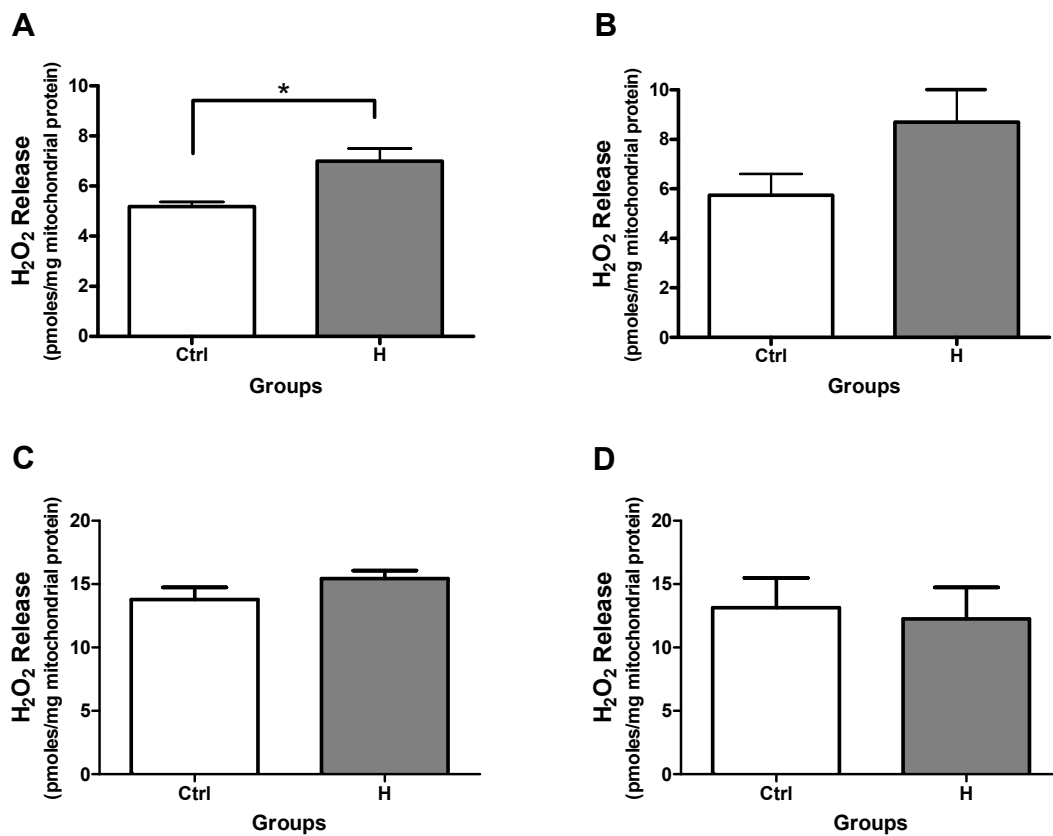 A
H₂O₂ Release
(pmoles/mg mitochondrial protein)
10
8
6
4
2
0
*
Ctrl
H
Groups
B
H₂O₂ Release
(pmoles/mg mitochondrial protein)
10
8
6
4
2
0
Ctrl
H
Groups
C
H₂O₂ Release
(pmoles/mg mitochondrial protein)
20
15
10
5
0
Ctrl
H
Groups
D
H₂O₂ Release
(pmoles/mg mitochondrial protein)
20
15
10
5
0
Ctrl
H
Groups